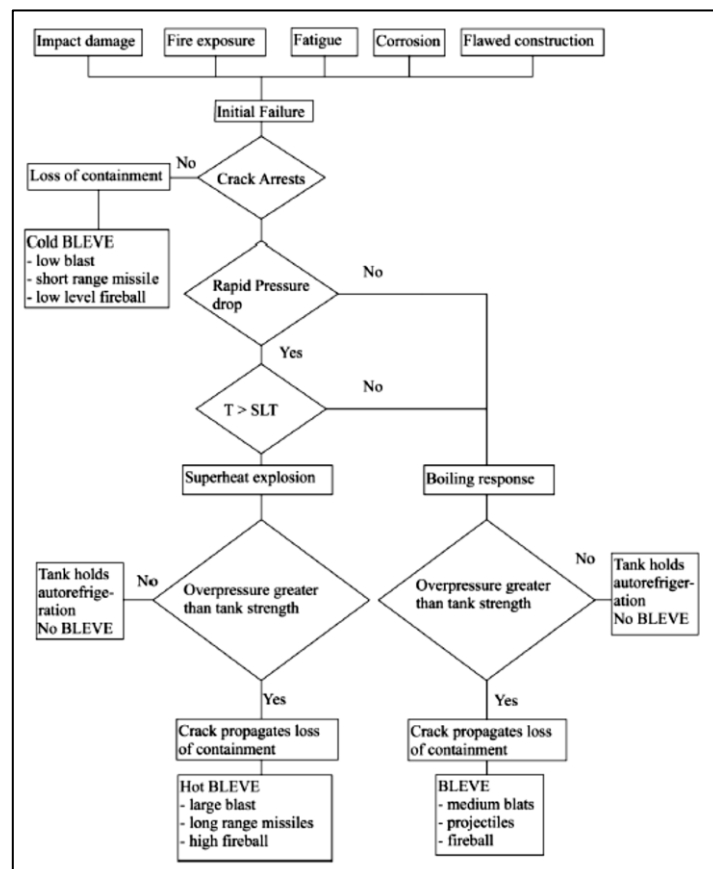 Impact damage
Fire exposure
Fatigue
Corrosion
Flawed construction
Initial Failure
No
Loss of containment
Crack Arrests
Cold BLEVE
- low blast
- short range missile
- low level fireball
Rapid Pressure
drop
No
Yes
T > SLT
No
Superheat explosion
Boiling response
Tank holds
autorefrige-
ration
No BLEVE
No
Overpressure greater
than tank strength
Overpressure greater
than tank strength
No
Tank holds
autorefriger-
ation
No BLEVE
Yes
Yes
Crack propagates loss
of containment
Crack propagates loss
of containment
Hot BLEVE
- large blast
- long range missiles
- high fireball
BLEVE
- medium blats
- projectiles
- fireball